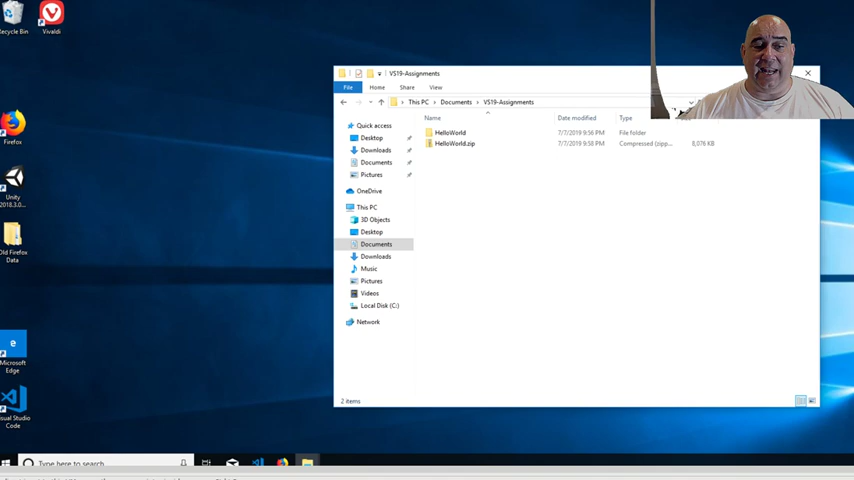 Recycle Bin
Vivaldi
Firefox
Unity
2018.3.0...
Old Firefox
Data
Microsoft
Edge
Visual Studio
Code
VS19-Assignments
File
Home
Share
View
This PC
Documents
VS19-Assignments
Name
Date modified
Type
HelloWorld
7/7/2019 9:36 PM
File folder
HelloWorld.zip
7/7/2019 9:58 PM
Compressed (zipp...
8,076 KB
Quick access
Desktop
Downloads
Documents
Pictures
OneDrive
This PC
3D Objects
Desktop
Documents
Downloads
Music
Pictures
Videos
Local Disk (C:)
Network
2 items
Type here to search